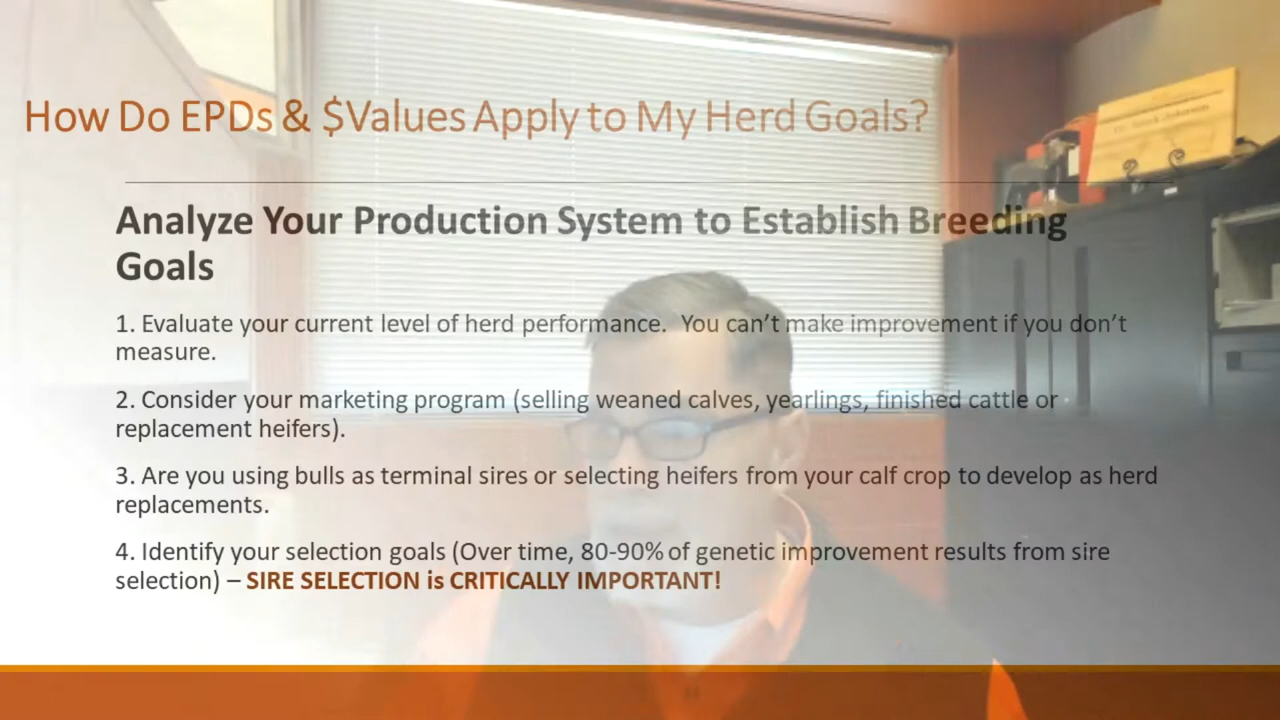 How Do EPDs & $Values Apply to My Herd Goals?
Analyze Your Production System to Establish Breeding
Goals
1. Evaluate your current level of herd performance.  You can’t make improvement if you don’t
measure.
2. Consider your marketing program (selling weaned calves, yearlings, finished cattle or
replacement heifers).
3. Are you using bulls as terminal sires or selecting heifers from your calf crop to develop as herd
replacements.
4. Identify your selection goals (Over time, 80-90% of genetic improvement results from sire
selection) – SIRE SELECTION is CRITICALLY IMPORTANT!